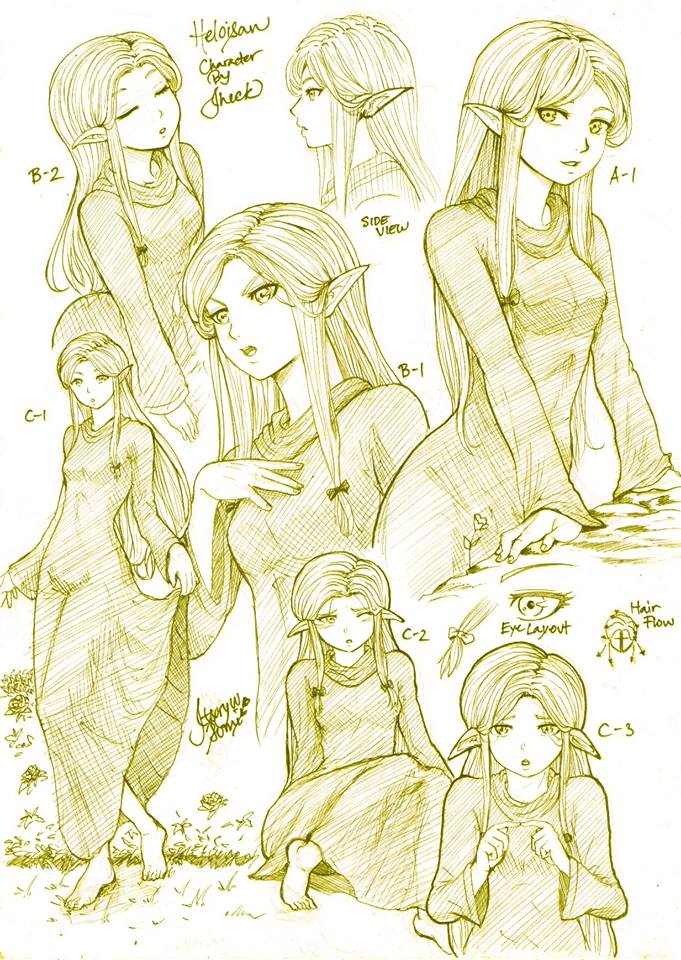 Heloisan
Character
By
Jheck
B-2
SIDE
VIEW
A-1
B-1
C-1
C-2
Eye Layout
Hair
Flow
C-3